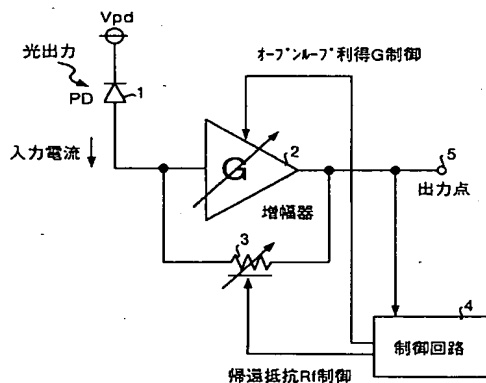 Vpd
光出力
PD
1
オープンループ利得G制御
入力電流
G
2
5
出力点
増幅器
3
4
制御回路
帰還抵抗Rf制御